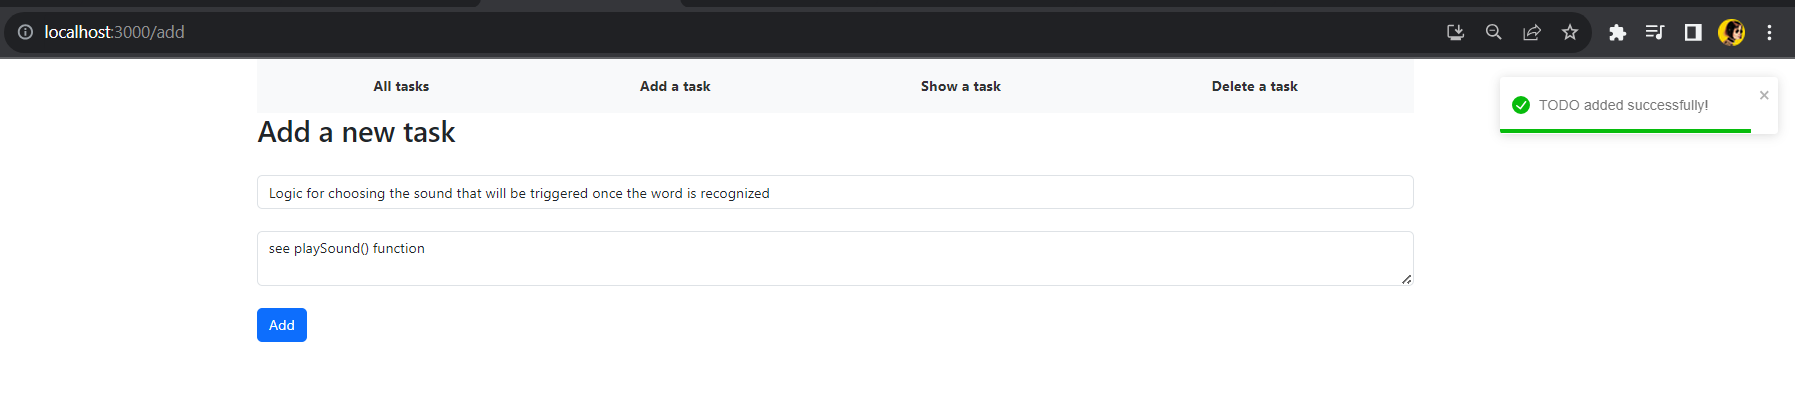 localhost:3000/add
All tasks Add a task Show a task Delete a task
TODO added successfully!
Add a new task
Logic for choosing the sound that will be triggered once the word is recognized
see playSound() function
Add